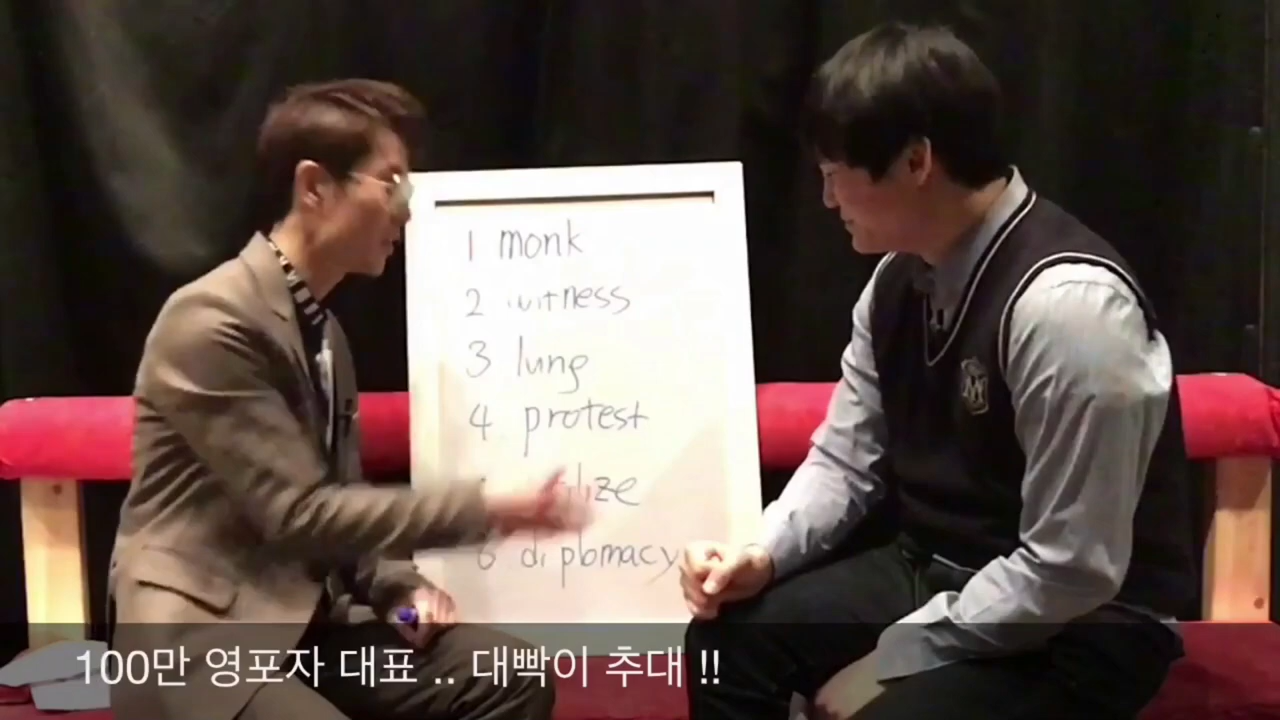 1 monk
2 witness
3 lung
4 protest
6 diplomacy
100만 영포자 대표 .. 대빡이 추대 !!